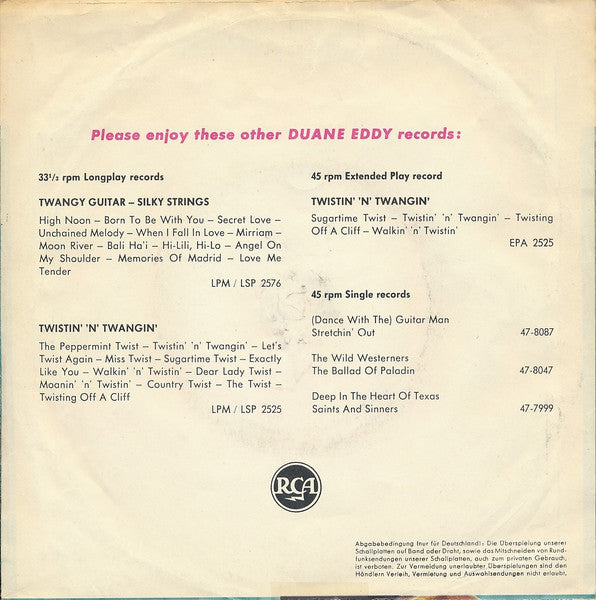 Please enjoy these other DUANE EDDY records:
33⅓ rpm Longplay records
TWANGY GUITAR – SILKY STRINGS
High Noon – Born To Be With You – Secret Love –
Unchained Melody – When I Fall In Love – Mirriam –
Moon River – Bali Ha'i – Hi-Lili, Hi-Lo – Angel On
My Shoulder – Memories Of Madrid – Love Me
Tender
LPM / LSP 2576
TWISTIN' 'N' TWANGIN'
The Peppermint Twist – Twistin' 'n' Twangin' – Let's
Twist Again – Miss Twist – Sugartime Twist – Exactly
Like You – Walkin' 'n' Twistin' – Dear Lady Twist –
Moanin' 'n' Twistin' – Country Twist – The Twist –
Twisting Off A Cliff
LPM / LSP 2525
45 rpm Extended Play record
TWISTIN' 'N' TWANGIN'
Sugartime Twist – Twistin' 'n' Twangin' – Twisting
Off A Cliff – Walkin' 'n' Twistin'
EPA 2525
45 rpm Single records
(Dance With The) Guitar Man
Stretchin' Out 47-8087
The Wild Westerners
The Ballad Of Paladin 47-8047
Deep In The Heart Of Texas
Saints And Sinners 47-7999
RCA
Abgabebedingung (nur für Deutschland): Die Überspielung unserer
Schallplatten auf Band oder Draht, sowie das Mitschneiden von Rund-
funksendungen unserer Schallplatten, auch zum privaten Gebrauch,
ist verboten. Zur Vermeidung unerlaubter Überspielungen sind den
Händlern Verleih, Vermietung und Auswahlsendungen nicht erlaubt.